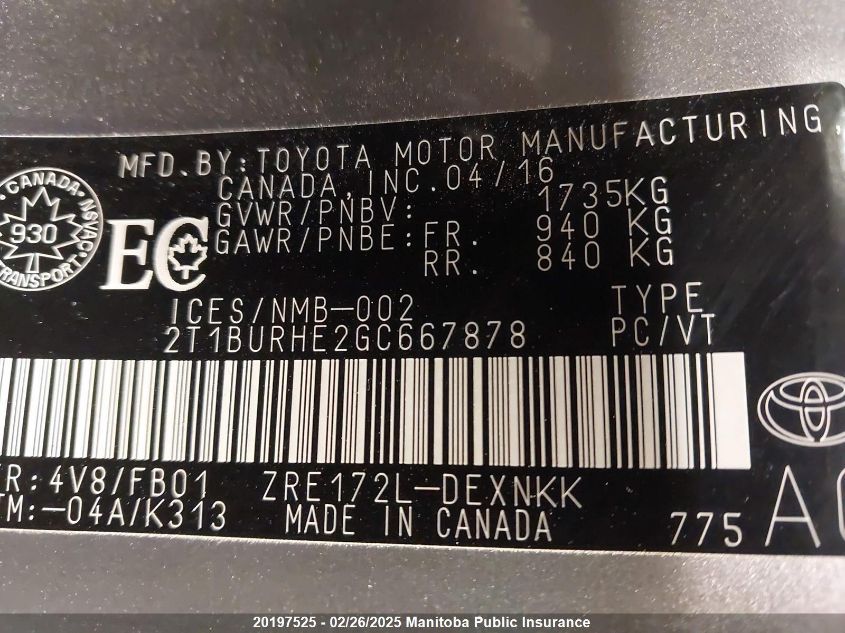 MFD.BY:TOYOTA MOTOR MANUFACTURING,
CANADA, INC. 04/16
GVWR/PNBV: 1735KG
GAWR/PNBE: FR. 940 KG
RR. 840 KG
CANADA
NSVAC
930
TRANSPORT
EC
ICES/NMB-002 TYPE
2T1BURHE2GC667878 PC/VT
R: 4V8/FB01 ZRE172L-DEXNKK
TM:-04A/K313 MADE IN CANADA 775
20197525 - 02/26/2025 Manitoba Public Insurance